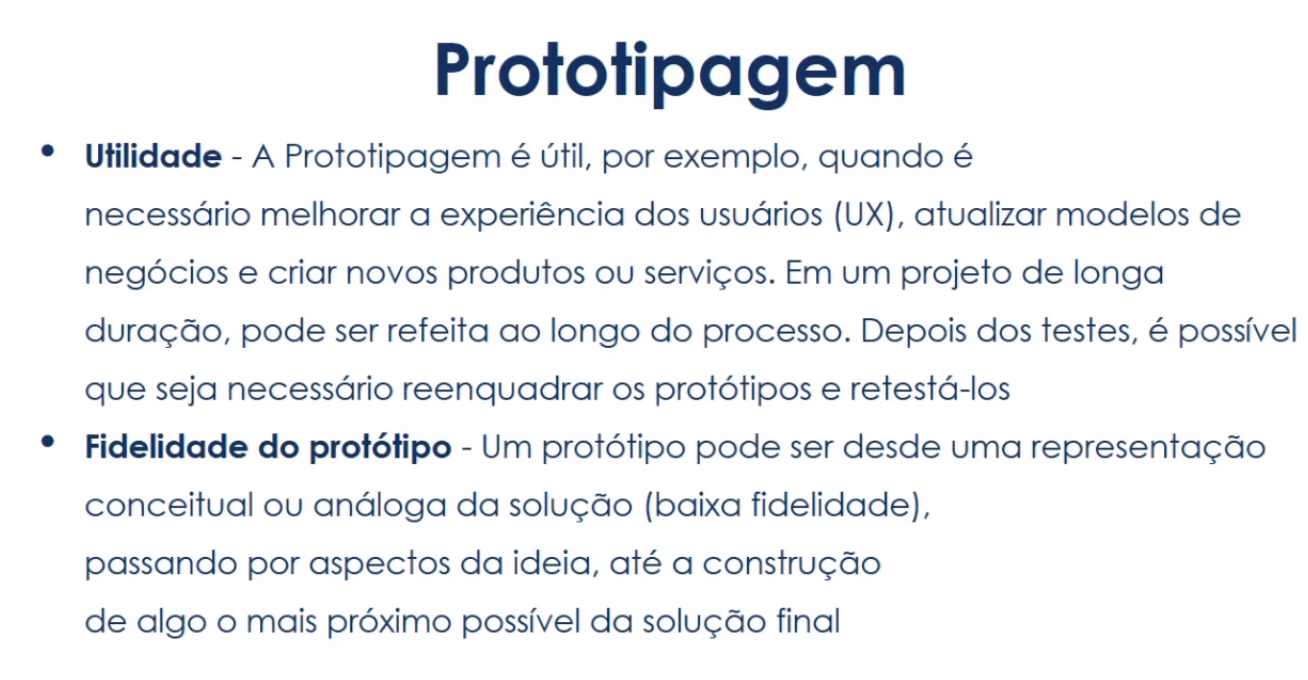 Prototipagem
• Utilidade - A Prototipagem é útil, por exemplo, quando é
necessário melhorar a experiência dos usuários (UX), atualizar modelos de
negócios e criar novos produtos ou serviços. Em um projeto de longa
duração, pode ser refeita ao longo do processo. Depois dos testes, é possível
que seja necessário reenquadrar os protótipos e retestá-los
• Fidelidade do protótipo - Um protótipo pode ser desde uma representação
conceitual ou análoga da solução (baixa fidelidade),
passando por aspectos da ideia, até a construção
de algo o mais próximo possível da solução final